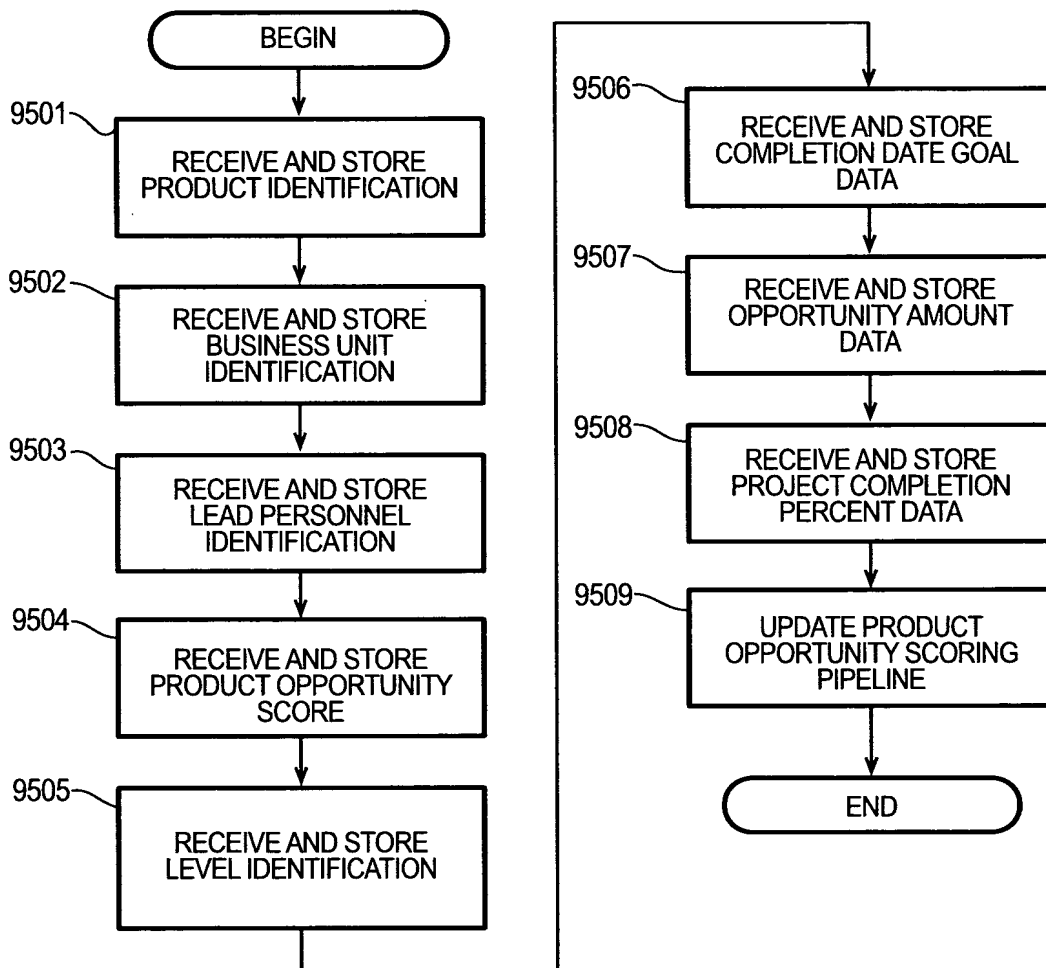 BEGIN
9501
RECEIVE AND STORE
PRODUCT IDENTIFICATION
9502
RECEIVE AND STORE
BUSINESS UNIT
IDENTIFICATION
9503
RECEIVE AND STORE
LEAD PERSONNEL
IDENTIFICATION
9504
RECEIVE AND STORE
PRODUCT OPPORTUNITY
SCORE
9505
RECEIVE AND STORE
LEVEL IDENTIFICATION
9506
RECEIVE AND STORE
COMPLETION DATE GOAL
DATA
9507
RECEIVE AND STORE
OPPORTUNITY AMOUNT
DATA
9508
RECEIVE AND STORE
PROJECT COMPLETION
PERCENT DATA
9509
UPDATE PRODUCT
OPPORTUNITY SCORING
PIPELINE
END